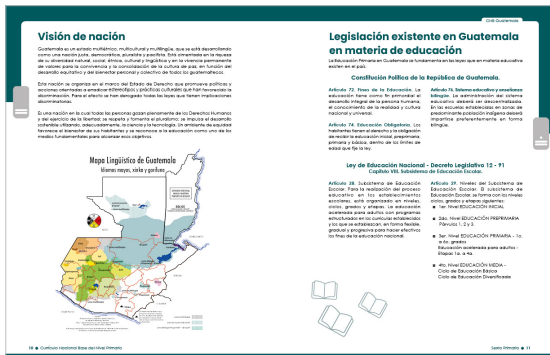 CNB Guatemala
Visión de nación
Guatemala es un estado multiétnico, multicultural y multilingüe, que se está desarrollando
como una nación justa, democrática, pluralista y pacifista. Está cimentada en la riqueza
de su diversidad natural, social, étnica, cultural y lingüística y en la vivencia permanente
de valores para la convivencia y la consolidación de la cultura de paz, en función del
desarrollo equitativo y del bienestar personal y colectivo de todos los guatemaltecos.
Esta nación se organiza en el marco del Estado de Derecho que promueve políticas y
acciones orientadas a erradicar estereotipos y prácticas culturales que han favorecido la
discriminación. Para el efecto se han derogado todas las leyes que tenían implicaciones
discriminatorias.
Es una nación en la cual todas las personas gozan plenamente de los Derechos Humanos
y del ejercicio de la libertad; se respeta y fomenta el pluralismo; se impulsa el desarrollo
sostenible utilizando, adecuadamente, la ciencia y la tecnología. Un ambiente de equidad
favorece el bienestar de sus habitantes y se reconoce a la educación como uno de los
medios fundamentales para alcanzar esos objetivos.
Mapa Lingüístico de Guatemala
Idiomas mayas, xinka y garífuna
10 Currículo Nacional Base del Nivel Primario
Legislación existente en Guatemala
en materia de educación
La Educación Primaria en Guatemala se fundamenta en las leyes que en materia educativa
existen en el país.
Constitución Política de la República de Guatemala.
Artículo 72. Fines de la Educación. La
educación tiene como fin primordial el
desarrollo integral de la persona humana,
el conocimiento de la realidad y cultura
nacional y universal.
Artículo 74. Educación Obligatoria. Los
habitantes tienen el derecho y la obligación
de recibir la educación inicial, preprimaria,
primaria y básica, dentro de los límites de
edad que fije la ley.
Artículo 76. Sistema educativo y enseñanza
bilingüe. La administración del sistema
educativo deberá ser descentralizada.
En las escuelas establecidas en zonas de
predominante población indígena deberá
impartirse preferentemente en forma
bilingüe.
Ley de Educación Nacional - Decreto Legislativo 12 - 91
Capítulo VIII. Subsistema de Educación Escolar.
Artículo 28. Subsistema de Educación
Escolar. Para la realización del proceso
educativo en los establecimientos
escolares, está organizado en niveles,
ciclos, grados y etapas. La educación
acelerada para adultos con programas
estructurados en los currículos establecidos
y los que se establezcan, en forma flexible,
gradual y progresiva para hacer efectivos
los fines de la educación nacional.
Artículo 29. Niveles del Subsistema de
Educación Escolar. El subsistema de
Educación Escolar, se forma con los niveles,
ciclos, grados y etapas siguientes:
1er. Nivel EDUCACIÓN INICIAL
2do. Nivel EDUCACIÓN PREPRIMARIA
Párvulos 1, 2 y 3.
3er. Nivel EDUCACIÓN PRIMARIA - 1o.
a 6o. grados
Educación acelerada para adultos -
Etapas 1a. a 4a.
4to. Nivel EDUCACIÓN MEDIA -
Ciclo de Educación Básica
Ciclo de Educación Diversificada
Sexto Primaria 11